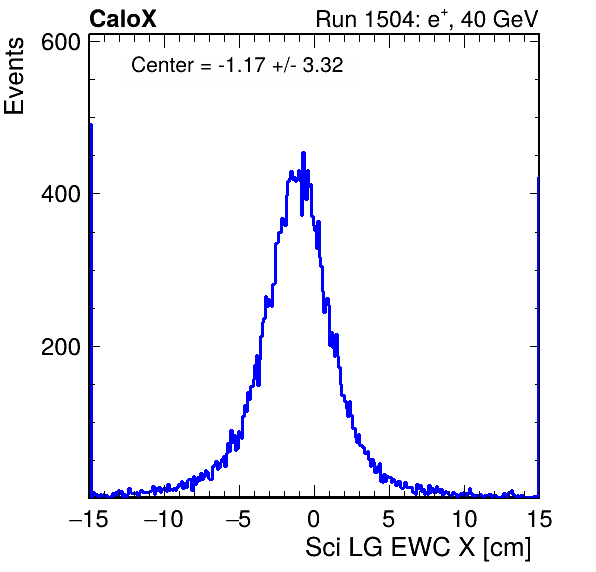 CaloX Run 1504: e⁺, 40 GeV
Events
Center = -1.17 +/- 3.32
600
400
200
−15 −10 −5 0 5 10 15
Sci LG EWC X [cm]